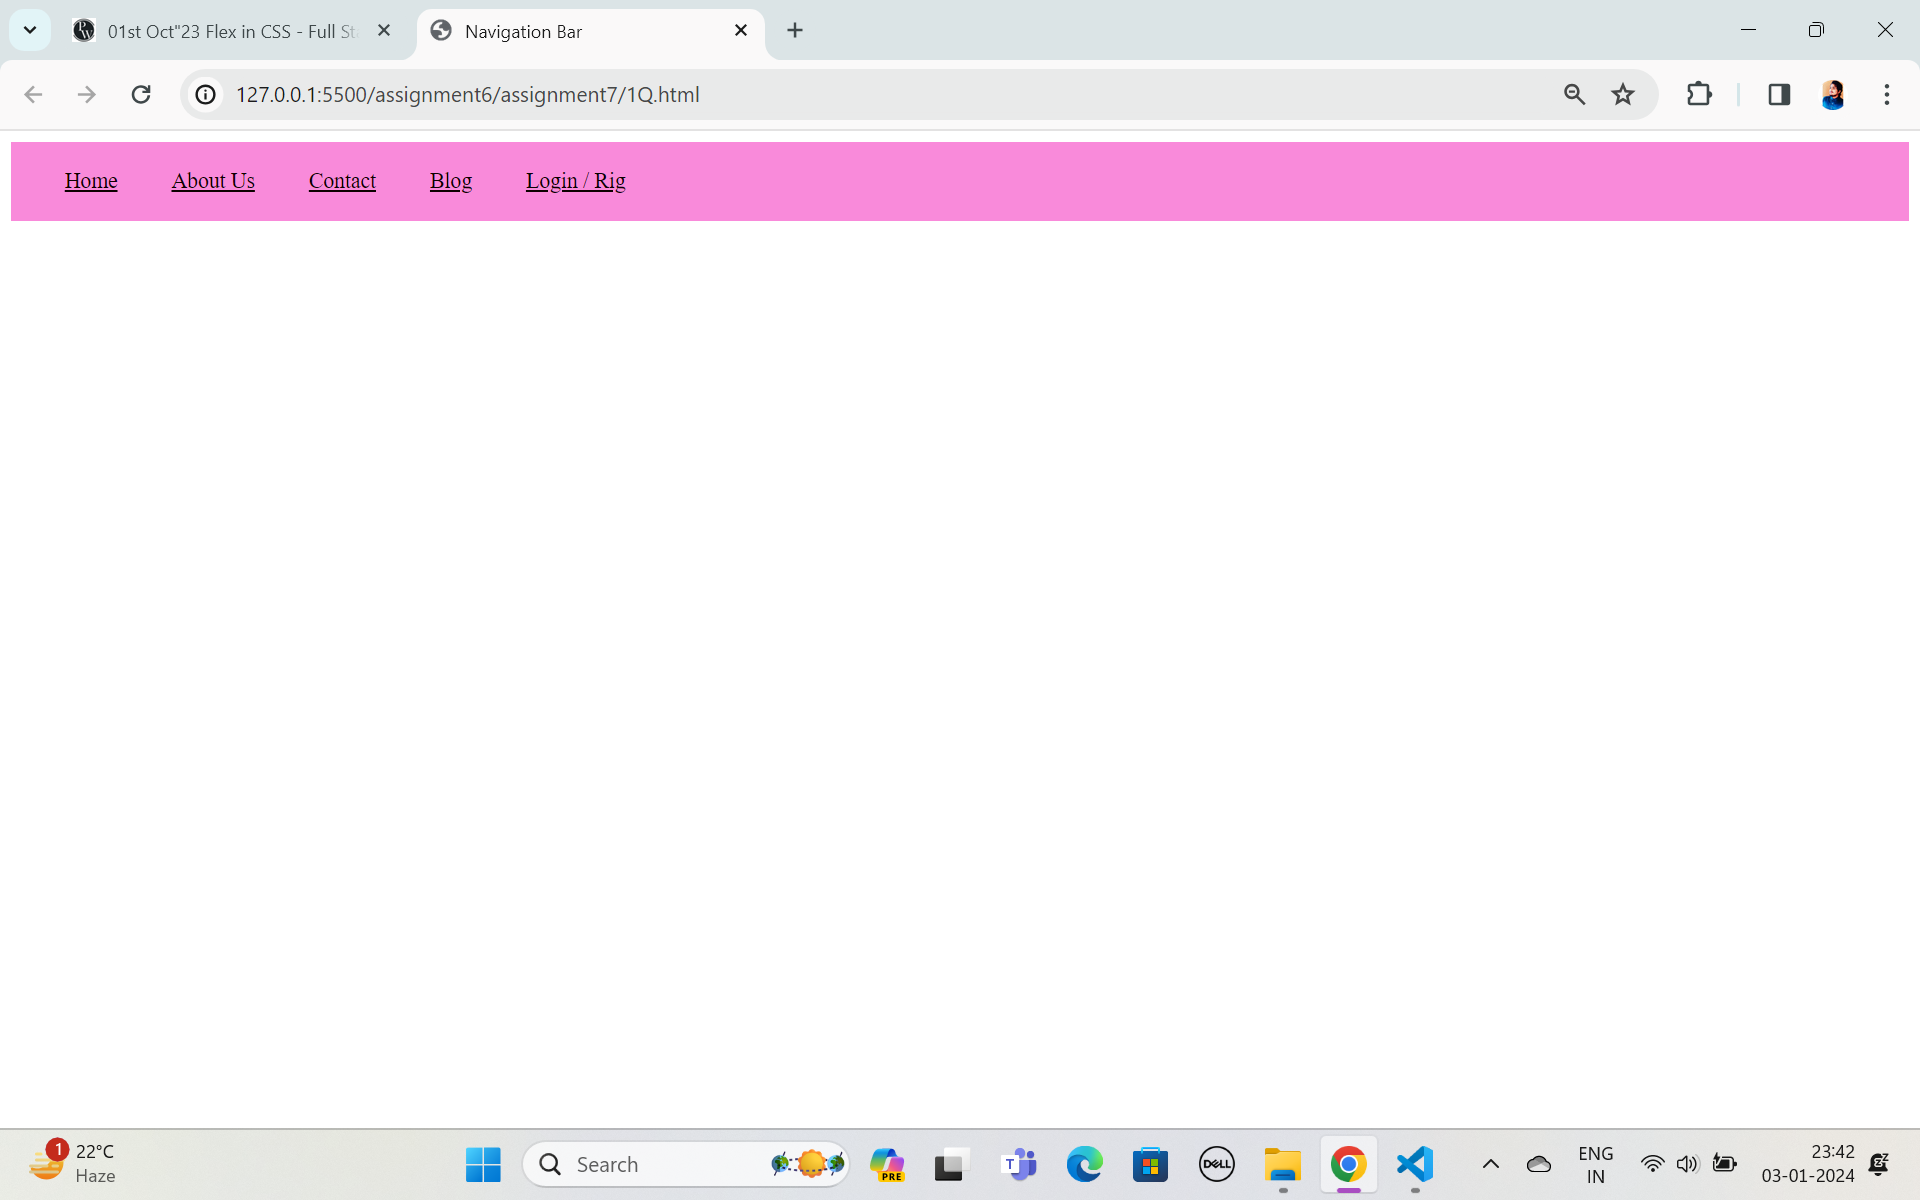 01st Oct"23 Flex in CSS - Full St
Navigation Bar
127.0.0.1:5500/assignment6/assignment7/1Q.html
Home About Us Contact Blog Login / Rig
1
22°C
Haze
Search
PRE
T
DELL
ENG
IN
23:42
03-01-2024